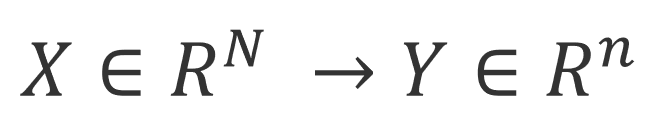 X ∈ R^N → Y ∈ R^n